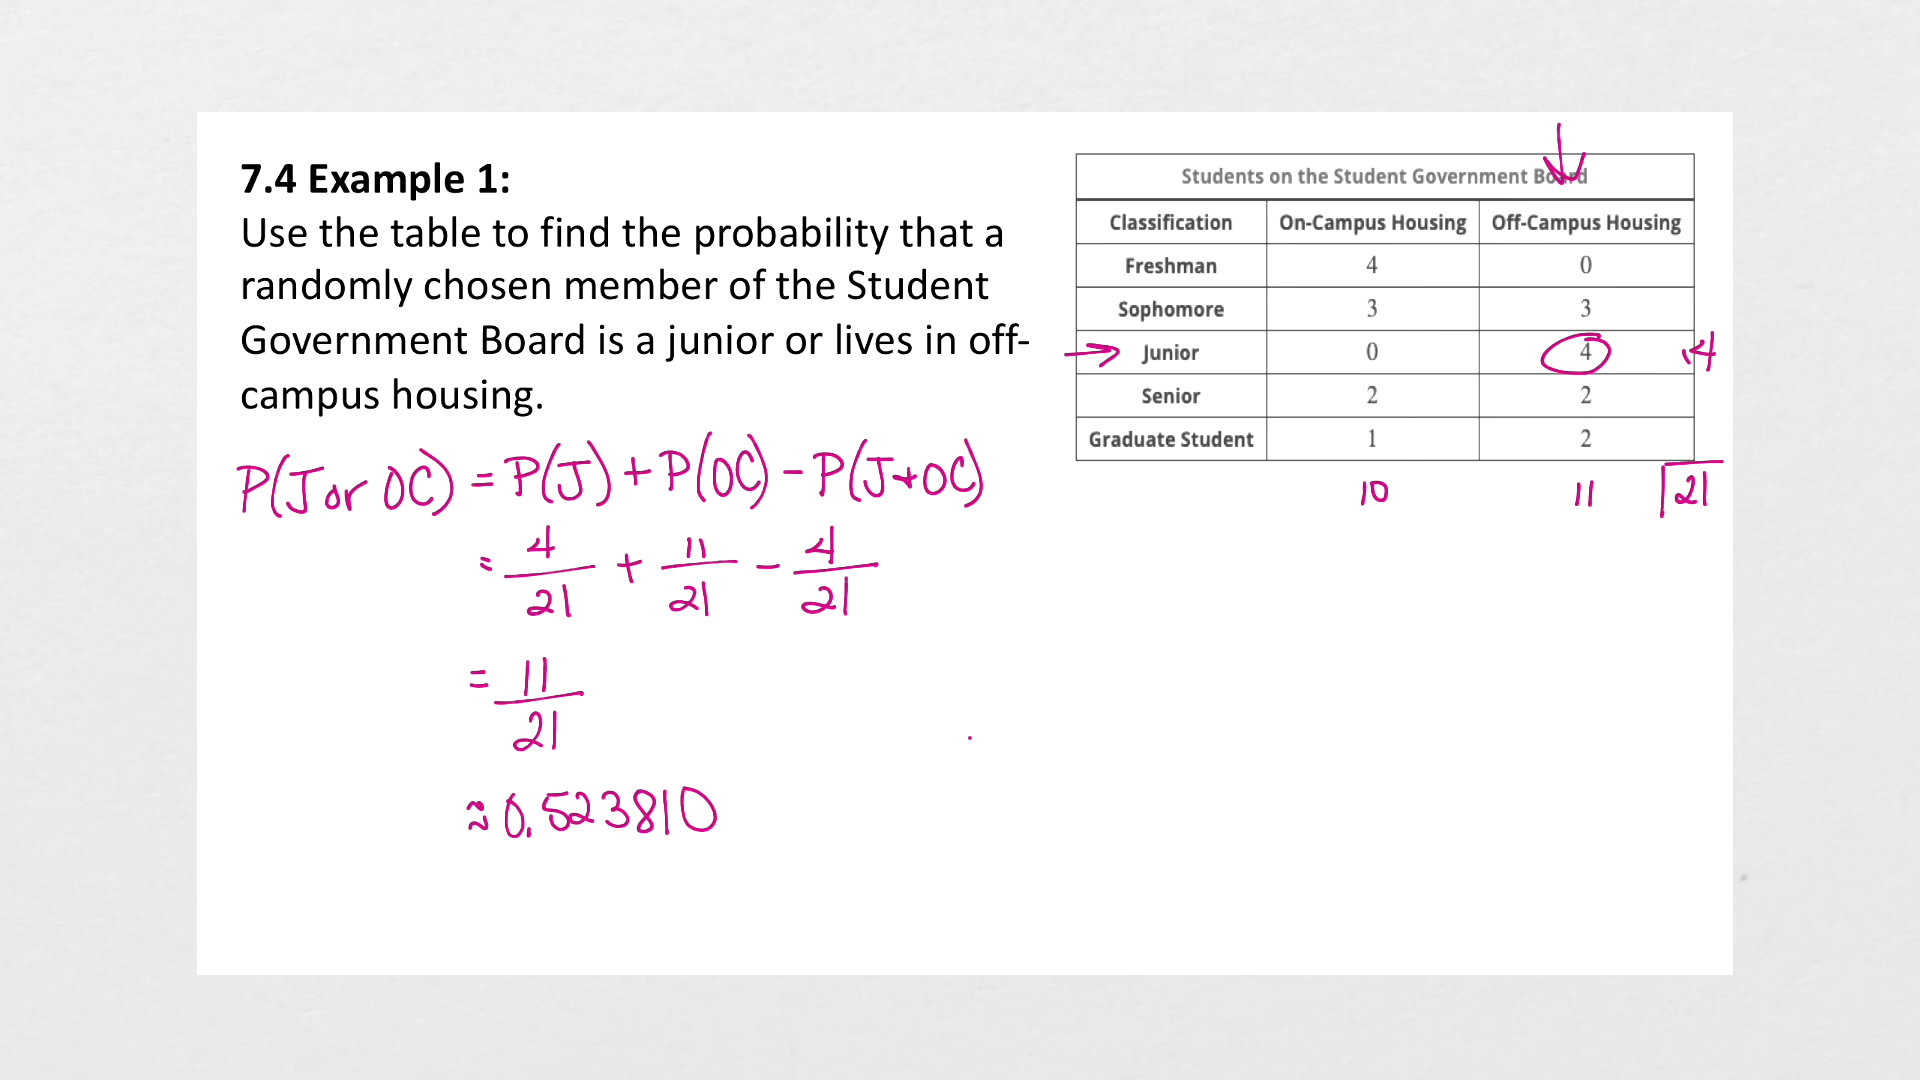 7.4 Example 1:
Use the table to find the probability that a
randomly chosen member of the Student
Government Board is a junior or lives in off-
campus housing.
P(J or OC) = P(J) + P(OC) - P(J+OC)
= 4/21 + 11/21 - 4/21
= 11/21
≈ 0.523810
Students on the Student Government Board
Classification On-Campus Housing Off-Campus Housing
Freshman 4 0
Sophomore 3 3
→ Junior 0 4 4
Senior 2 2
Graduate Student 1 2
10 11 21